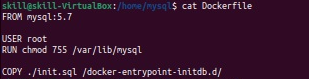 skill@skill-VirtualBox:/home/mysql$ cat Dockerfile
FROM mysql:5.7
USER root
RUN chmod 755 /var/lib/mysql
COPY ./init.sql /docker-entrypoint-initdb.d/